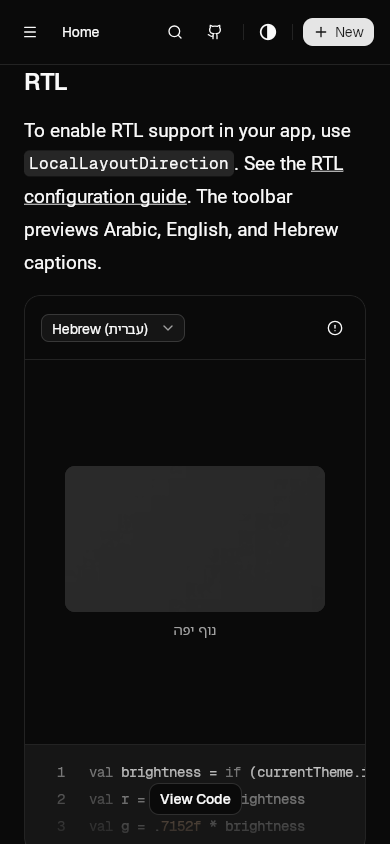 Home
New
RTL
To enable RTL support in your app, use
LocalLayoutDirection. See the RTL
configuration guide. The toolbar
previews Arabic, English, and Hebrew
captions.
Hebrew (עברית)
נוף יפה
1 val brightness = if (currentTheme.
2 val r =
View Code
ightness
3 val g = .7152f * brightness